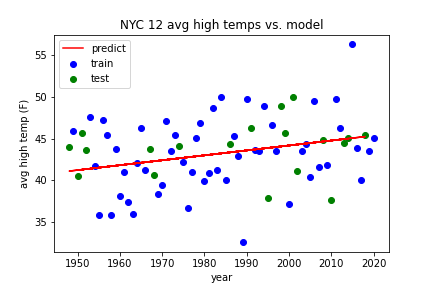 NYC 12 avg high temps vs. model
predict
train
test
55
50
45
40
35
avg high temp (F)
1950 1960 1970 1980 1990 2000 2010 2020
year